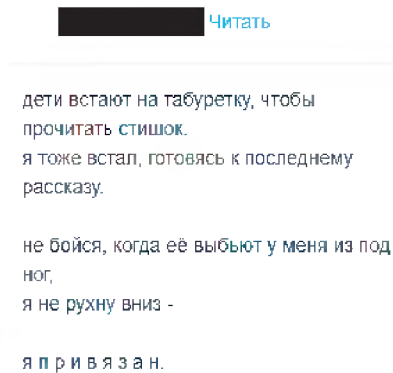 Читать
дети встают на табуретку, чтобы
прочитать стишок.
я тоже встал, готовясь к последнему
рассказу.
не бойся, когда её выбьют у меня из под
ног,
я не рухну вниз -
я п р и в я з а н.